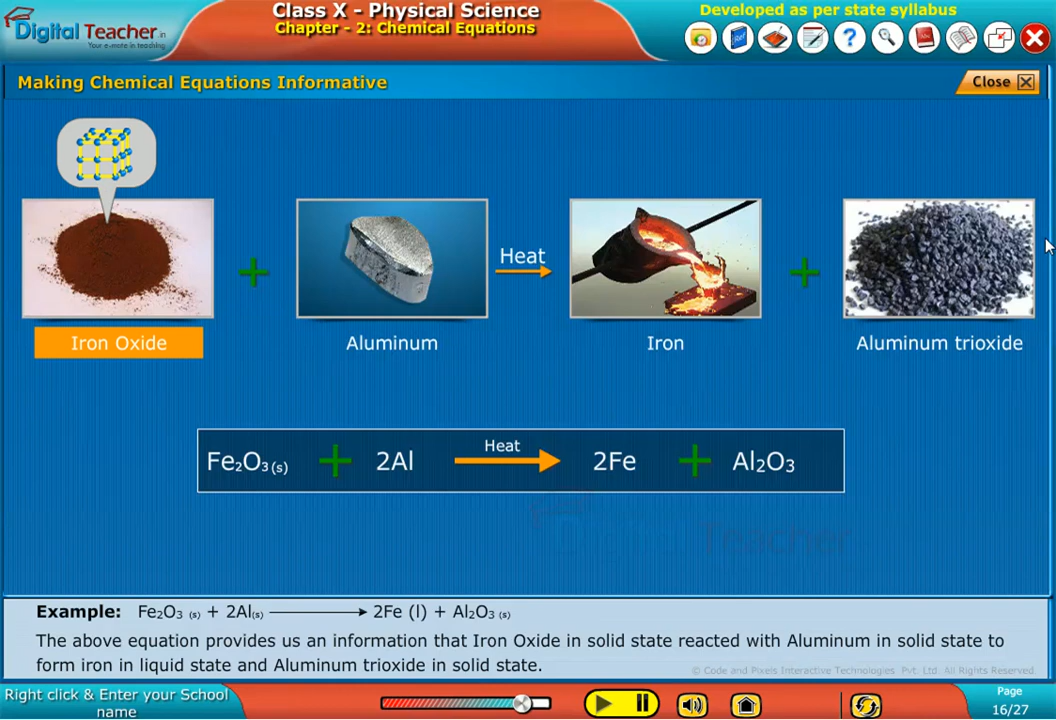 Digital Teacher.in
Your e-mate in teaching
Class X - Physical Science
Chapter - 2: Chemical Equations
Developed as per state syllabus
Making Chemical Equations Informative
Close
Heat
Iron Oxide
Aluminum
Iron
Aluminum trioxide
Heat
Fe₂O₃(s) + 2Al → 2Fe + Al₂O₃
Digital Teacher
Example: Fe₂O₃ (s) + 2Al(s) ⟶ 2Fe (l) + Al₂O₃ (s)
The above equation provides us an information that Iron Oxide in solid state reacted with Aluminum in solid state to
form iron in liquid state and Aluminum trioxide in solid state.
© Code and Pixels Interactive Technologies. Pvt. Ltd. All Rights Reserved.
Right click & Enter your School
name
Page
16/27